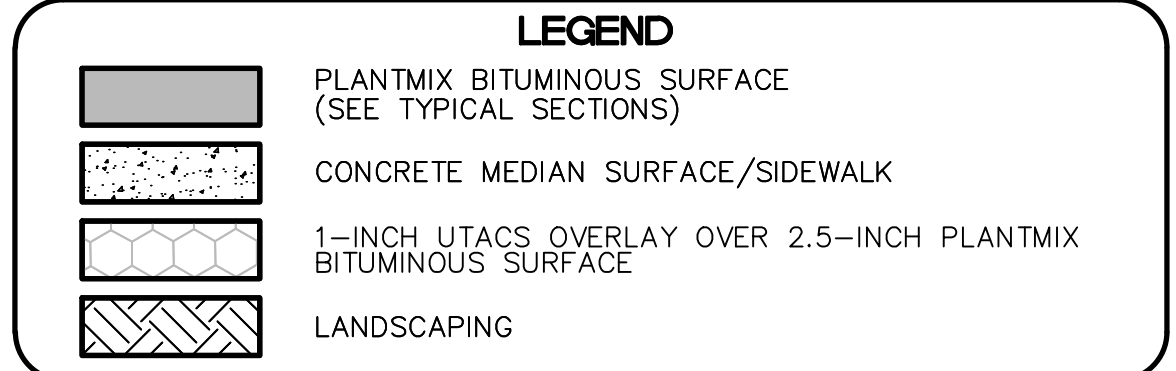 LEGEND
PLANTMIX BITUMINOUS SURFACE
(SEE TYPICAL SECTIONS)
CONCRETE MEDIAN SURFACE/SIDEWALK
1-INCH UTACS OVERLAY OVER 2.5-INCH PLANTMIX
BITUMINOUS SURFACE
LANDSCAPING